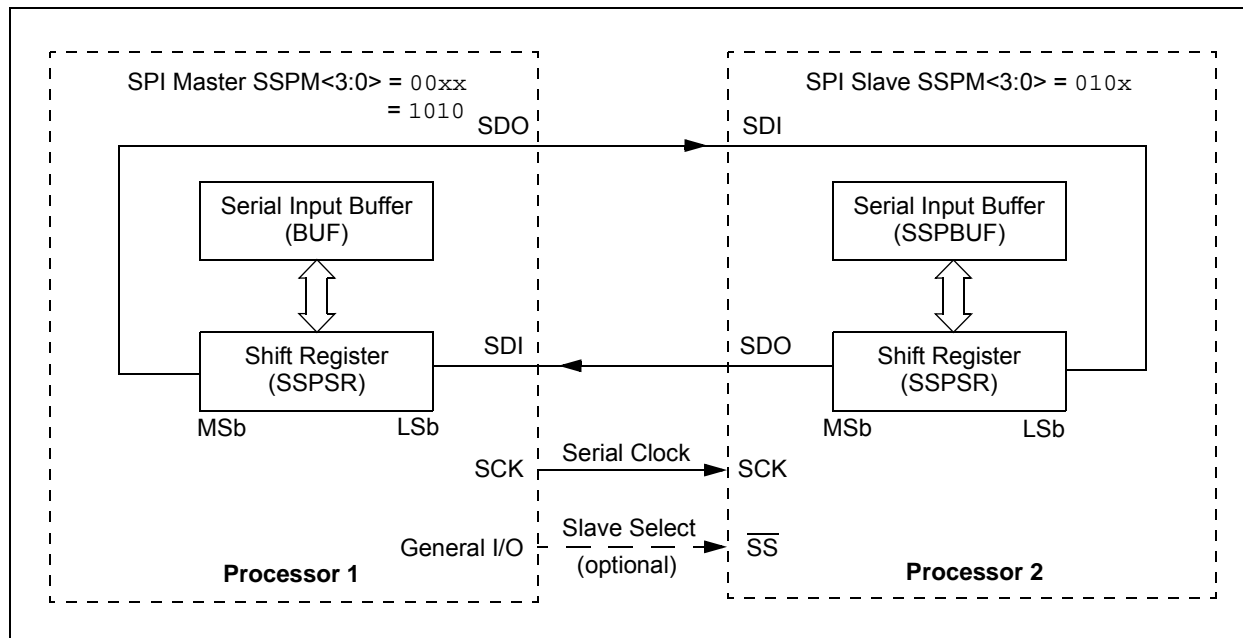 SPI Master SSPM<3:0> = 00xx
= 1010
SDO
Serial Input Buffer
(BUF)
Shift Register
(SSPSR)
MSb
LSb
SDI
SCK
General I/O
Processor 1
Serial Clock
Slave Select
(optional)
SPI Slave SSPM<3:0> = 010x
SDI
Serial Input Buffer
(SSPBUF)
SDO
Shift Register
(SSPSR)
MSb
LSb
SCK
SS
Processor 2